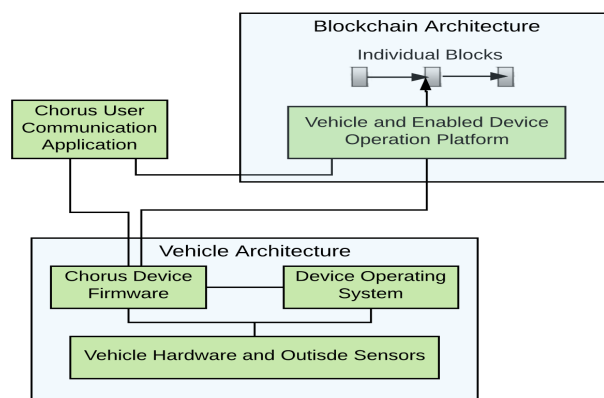 Blockchain Architecture
Individual Blocks
Chorus User
Communication
Application
Vehicle and Enabled Device
Operation Platform
Vehicle Architecture
Chorus Device
Firmware
Device Operating
System
Vehicle Hardware and Outisde Sensors